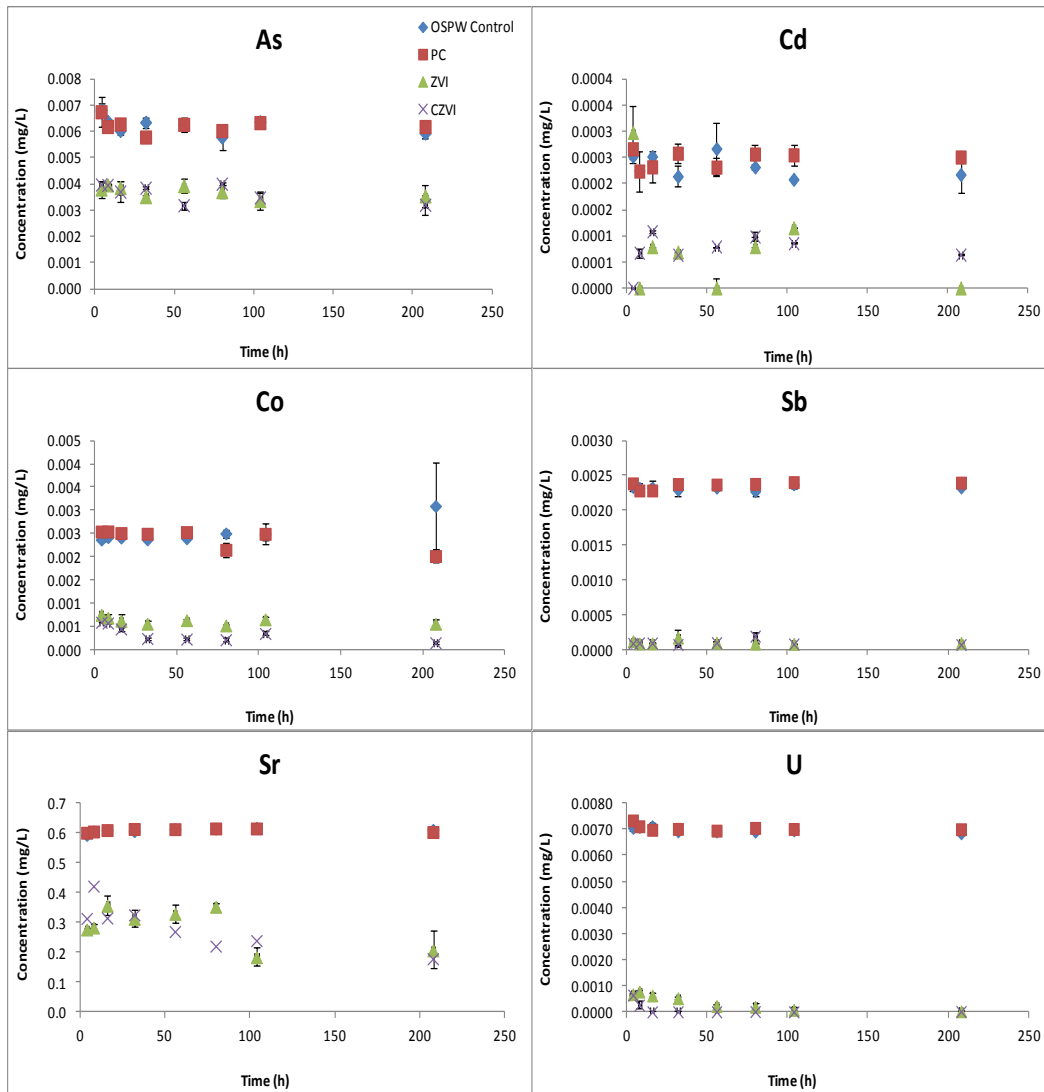 As
OSPW Control
PC
ZVI
CZVI
Concentration (mg/L)
0.008
0.007
0.006
0.005
0.004
0.003
0.002
0.001
0.000
0 50 100 150 200 250
Time (h)
Cd
Concentration (mg/L)
0.0004
0.0004
0.0003
0.0003
0.0002
0.0002
0.0001
0.0001
0.0000
0 50 100 150 200 250
Time (h)
Co
Concentration (mg/L)
0.005
0.004
0.004
0.003
0.003
0.002
0.002
0.001
0.001
0.000
0 50 100 150 200 250
Time (h)
Sb
Concentration (mg/L)
0.0030
0.0025
0.0020
0.0015
0.0010
0.0005
0.0000
0 50 100 150 200 250
Time (h)
Sr
Concentration (mg/L)
0.7
0.6
0.5
0.4
0.3
0.2
0.1
0.0
0 50 100 150 200 250
Time (h)
U
Concentration (mg/L)
0.0080
0.0070
0.0060
0.0050
0.0040
0.0030
0.0020
0.0010
0.0000
0 50 100 150 200 250
Time (h)